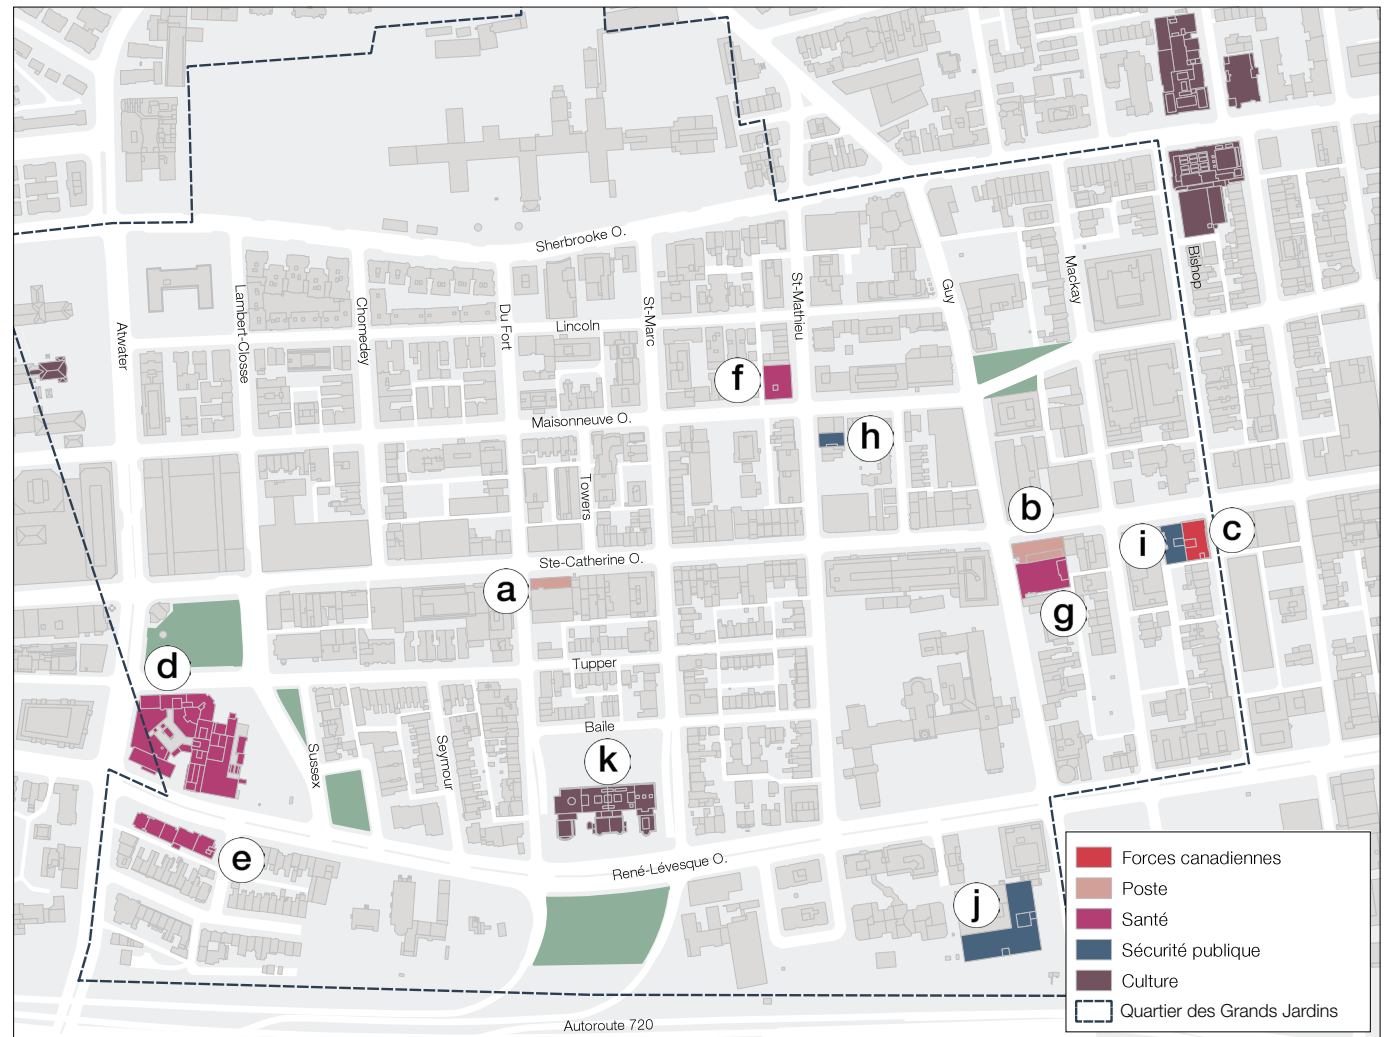 Sherbrooke O.
Bishop
Mackay
Guy
St-Mathieu
St-Marc
Du Fort
Chomedey
Lambert-Closse
Atwater
Lincoln
f
Maisonneuve O.
h
Towers
b
i
c
Ste-Catherine O.
a
g
d
Tupper
Baile
Sussex
Seymour
k
e
René-Lévesque O.
j
Forces canadiennes
Poste
Santé
Sécurité publique
Culture
Quartier des Grands Jardins
Autoroute 720